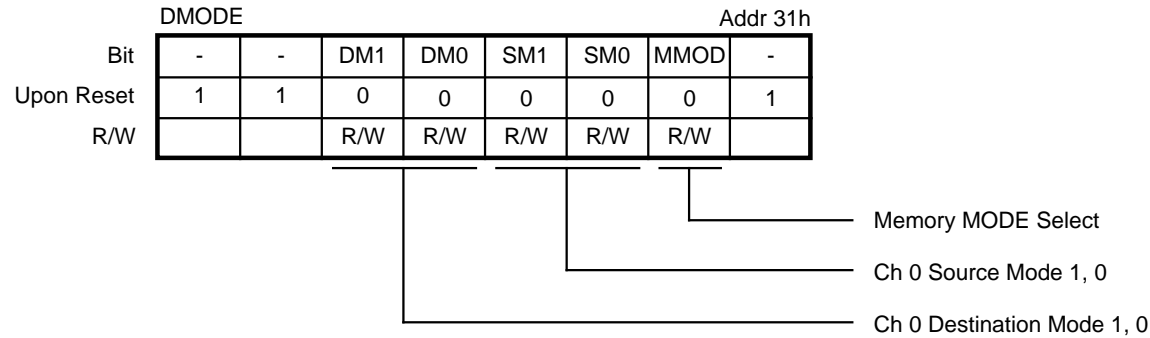 DMODE Addr 31h
Bit - - DM1 DM0 SM1 SM0 MMOD -
Upon Reset 1 1 0 0 0 0 0 1
R/W R/W R/W R/W R/W R/W
Memory MODE Select
Ch 0 Source Mode 1, 0
Ch 0 Destination Mode 1, 0